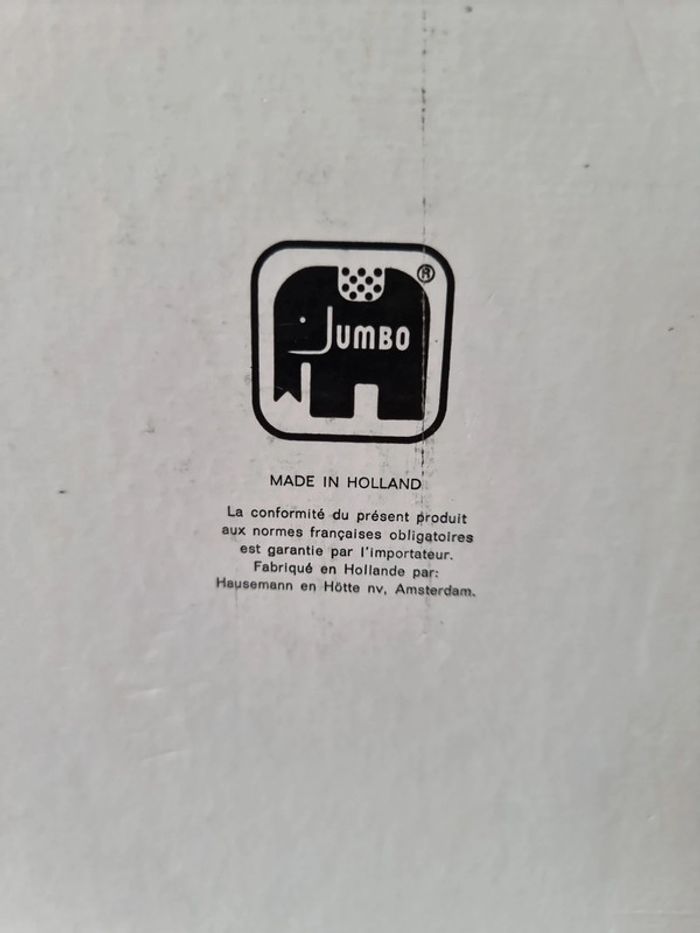 ®
JUMBO
MADE IN HOLLAND
La conformité du présent produit
aux normes françaises obligatoires
est garantie par l'importateur.
Fabriqué en Hollande par:
Hausemann en Hötte nv, Amsterdam.